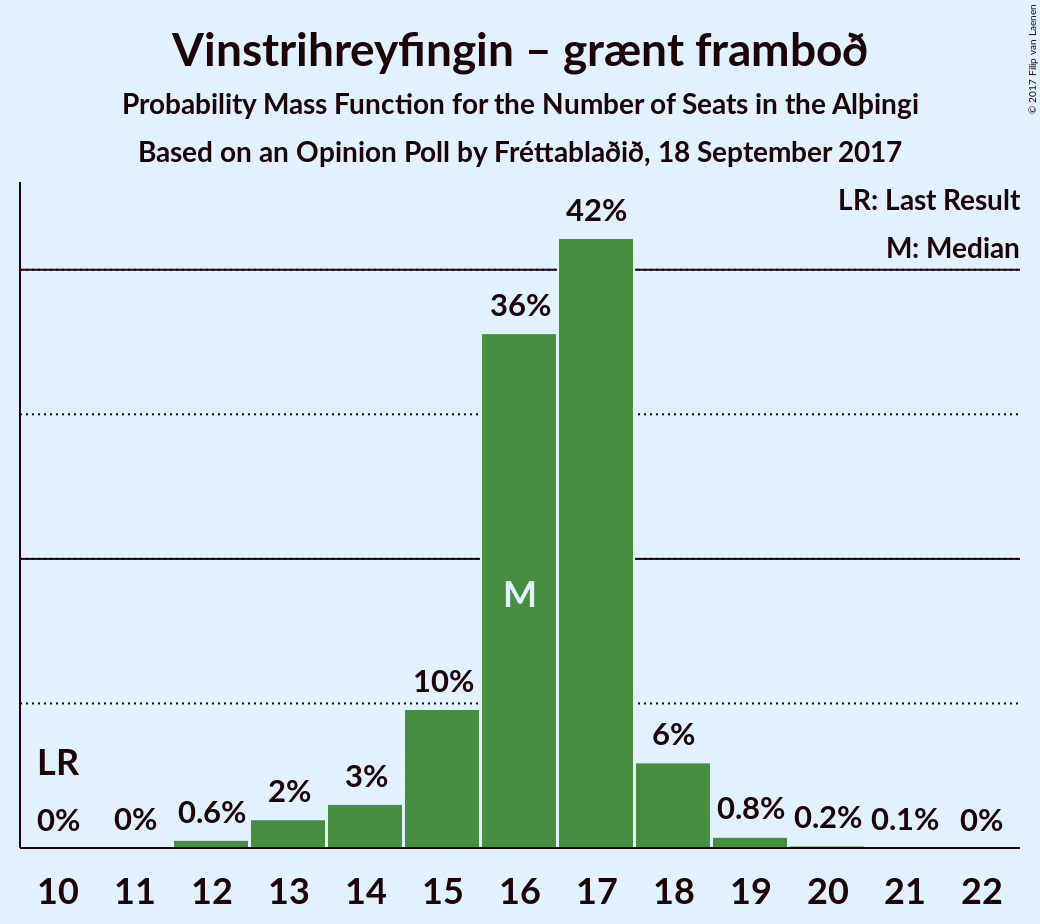 Vinstrihreyfingin – grænt framboð
Probability Mass Function for the Number of Seats in the Alþingi
Based on an Opinion Poll by Fréttablaðið, 18 September 2017
© 2017 Filip van Laenen
LR: Last Result
M: Median
42%
36%
M
10%
6%
LR
3%
2%
0% 0% 0.6% 0.8% 0.2% 0.1% 0%
10 11 12 13 14 15 16 17 18 19 20 21 22